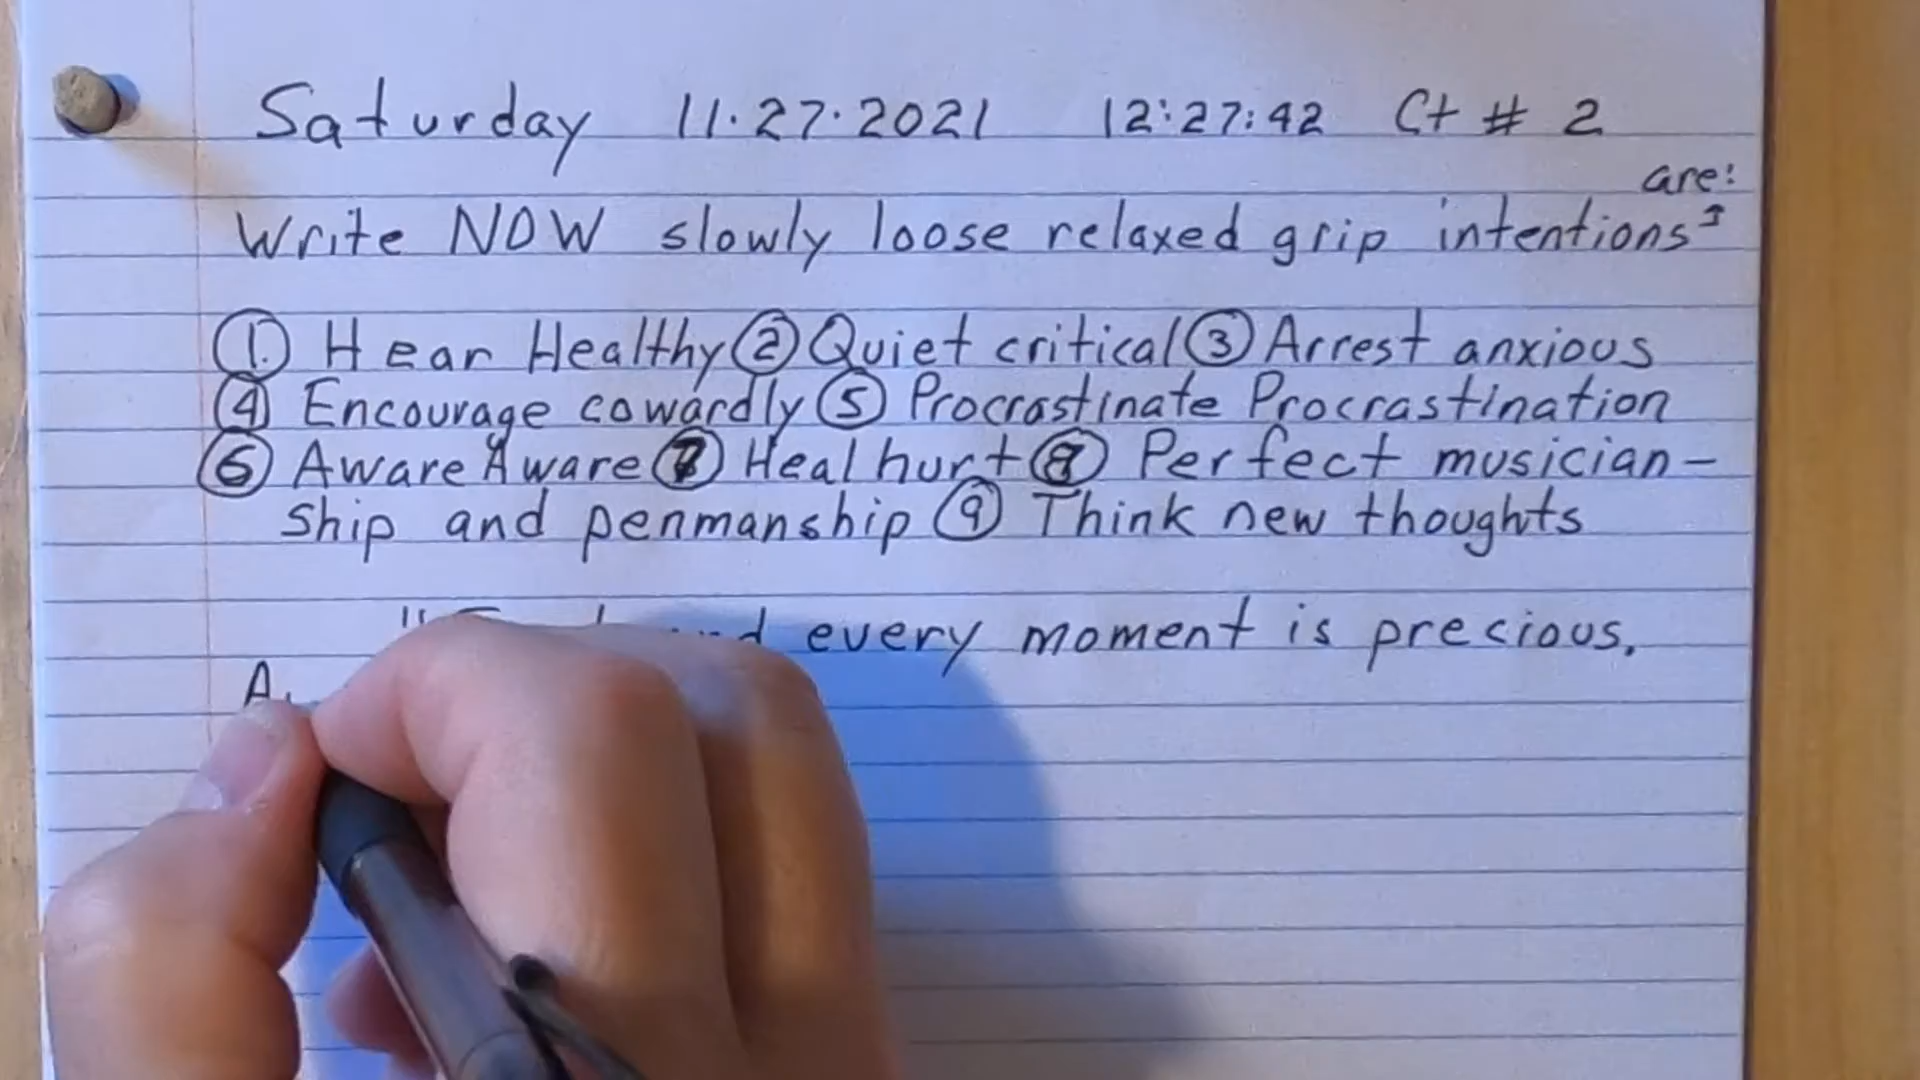 Saturday 11·27·2021 12:27:42 Ct # 2
are:
Write NOW slowly loose relaxed grip intentions
① Hear Healthy ② Quiet critical ③ Arrest anxious
④ Encourage cowardly ⑤ Procrastinate Procrastination
⑥ Aware Aware ⑦ Heal hurt ⑧ Perfect musician-
ship and penmanship ⑨ Think new thoughts
every moment is precious.